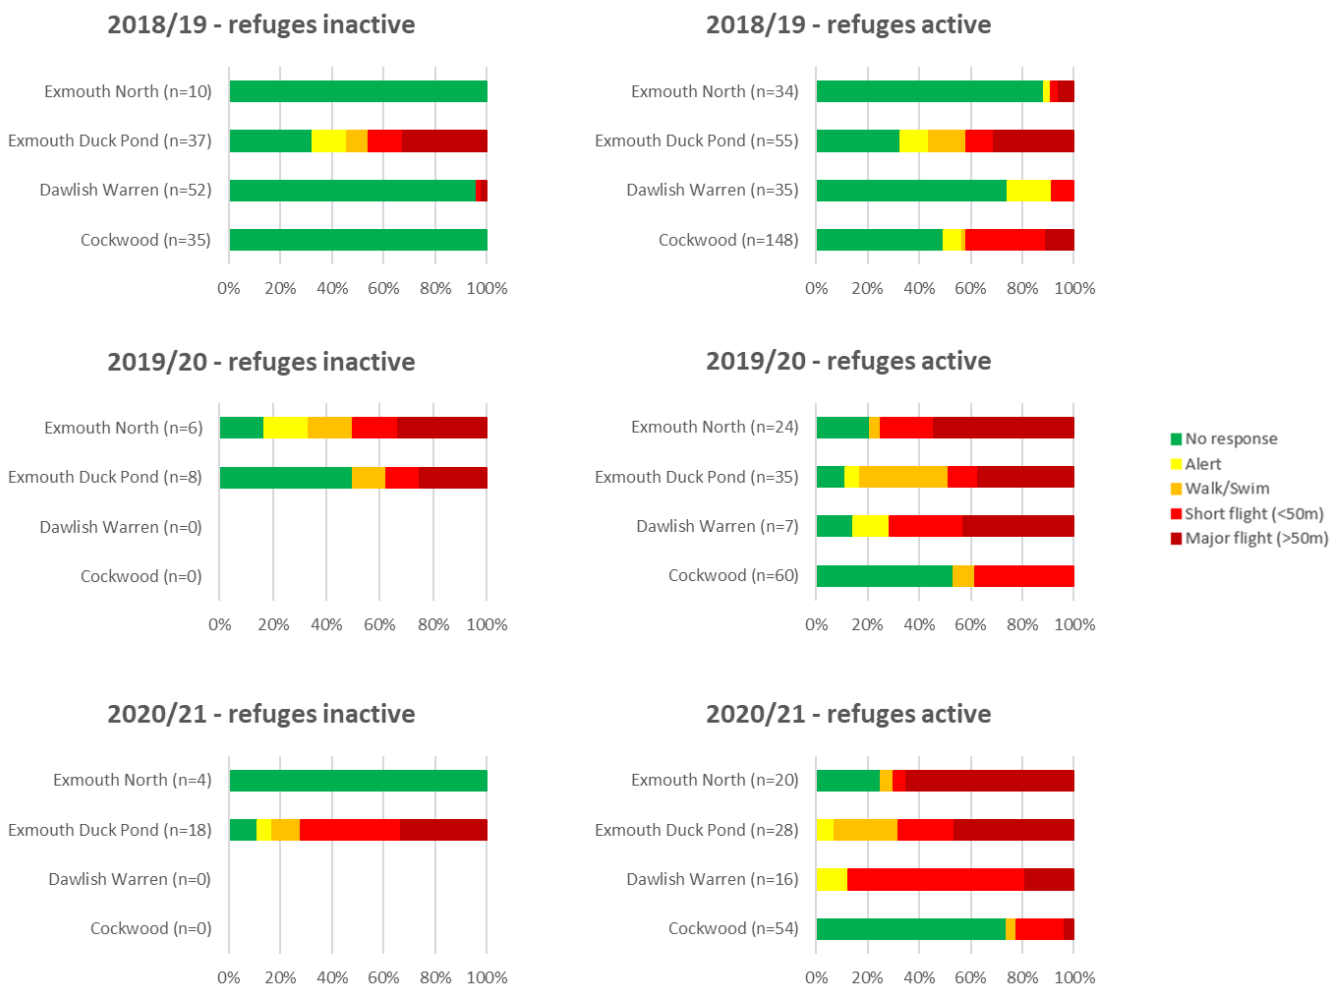 2018/19 - refuges inactive
Exmouth North (n=10)
Exmouth Duck Pond (n=37)
Dawlish Warren (n=52)
Cockwood (n=35)
0% 20% 40% 60% 80% 100%
2018/19 - refuges active
Exmouth North (n=34)
Exmouth Duck Pond (n=55)
Dawlish Warren (n=35)
Cockwood (n=148)
0% 20% 40% 60% 80% 100%
2019/20 - refuges inactive
Exmouth North (n=6)
Exmouth Duck Pond (n=8)
Dawlish Warren (n=0)
Cockwood (n=0)
0% 20% 40% 60% 80% 100%
2019/20 - refuges active
Exmouth North (n=24)
Exmouth Duck Pond (n=35)
Dawlish Warren (n=7)
Cockwood (n=60)
0% 20% 40% 60% 80% 100%
No response
Alert
Walk/Swim
Short flight (<50m)
Major flight (>50m)
2020/21 - refuges inactive
Exmouth North (n=4)
Exmouth Duck Pond (n=18)
Dawlish Warren (n=0)
Cockwood (n=0)
0% 20% 40% 60% 80% 100%
2020/21 - refuges active
Exmouth North (n=20)
Exmouth Duck Pond (n=28)
Dawlish Warren (n=16)
Cockwood (n=54)
0% 20% 40% 60% 80% 100%